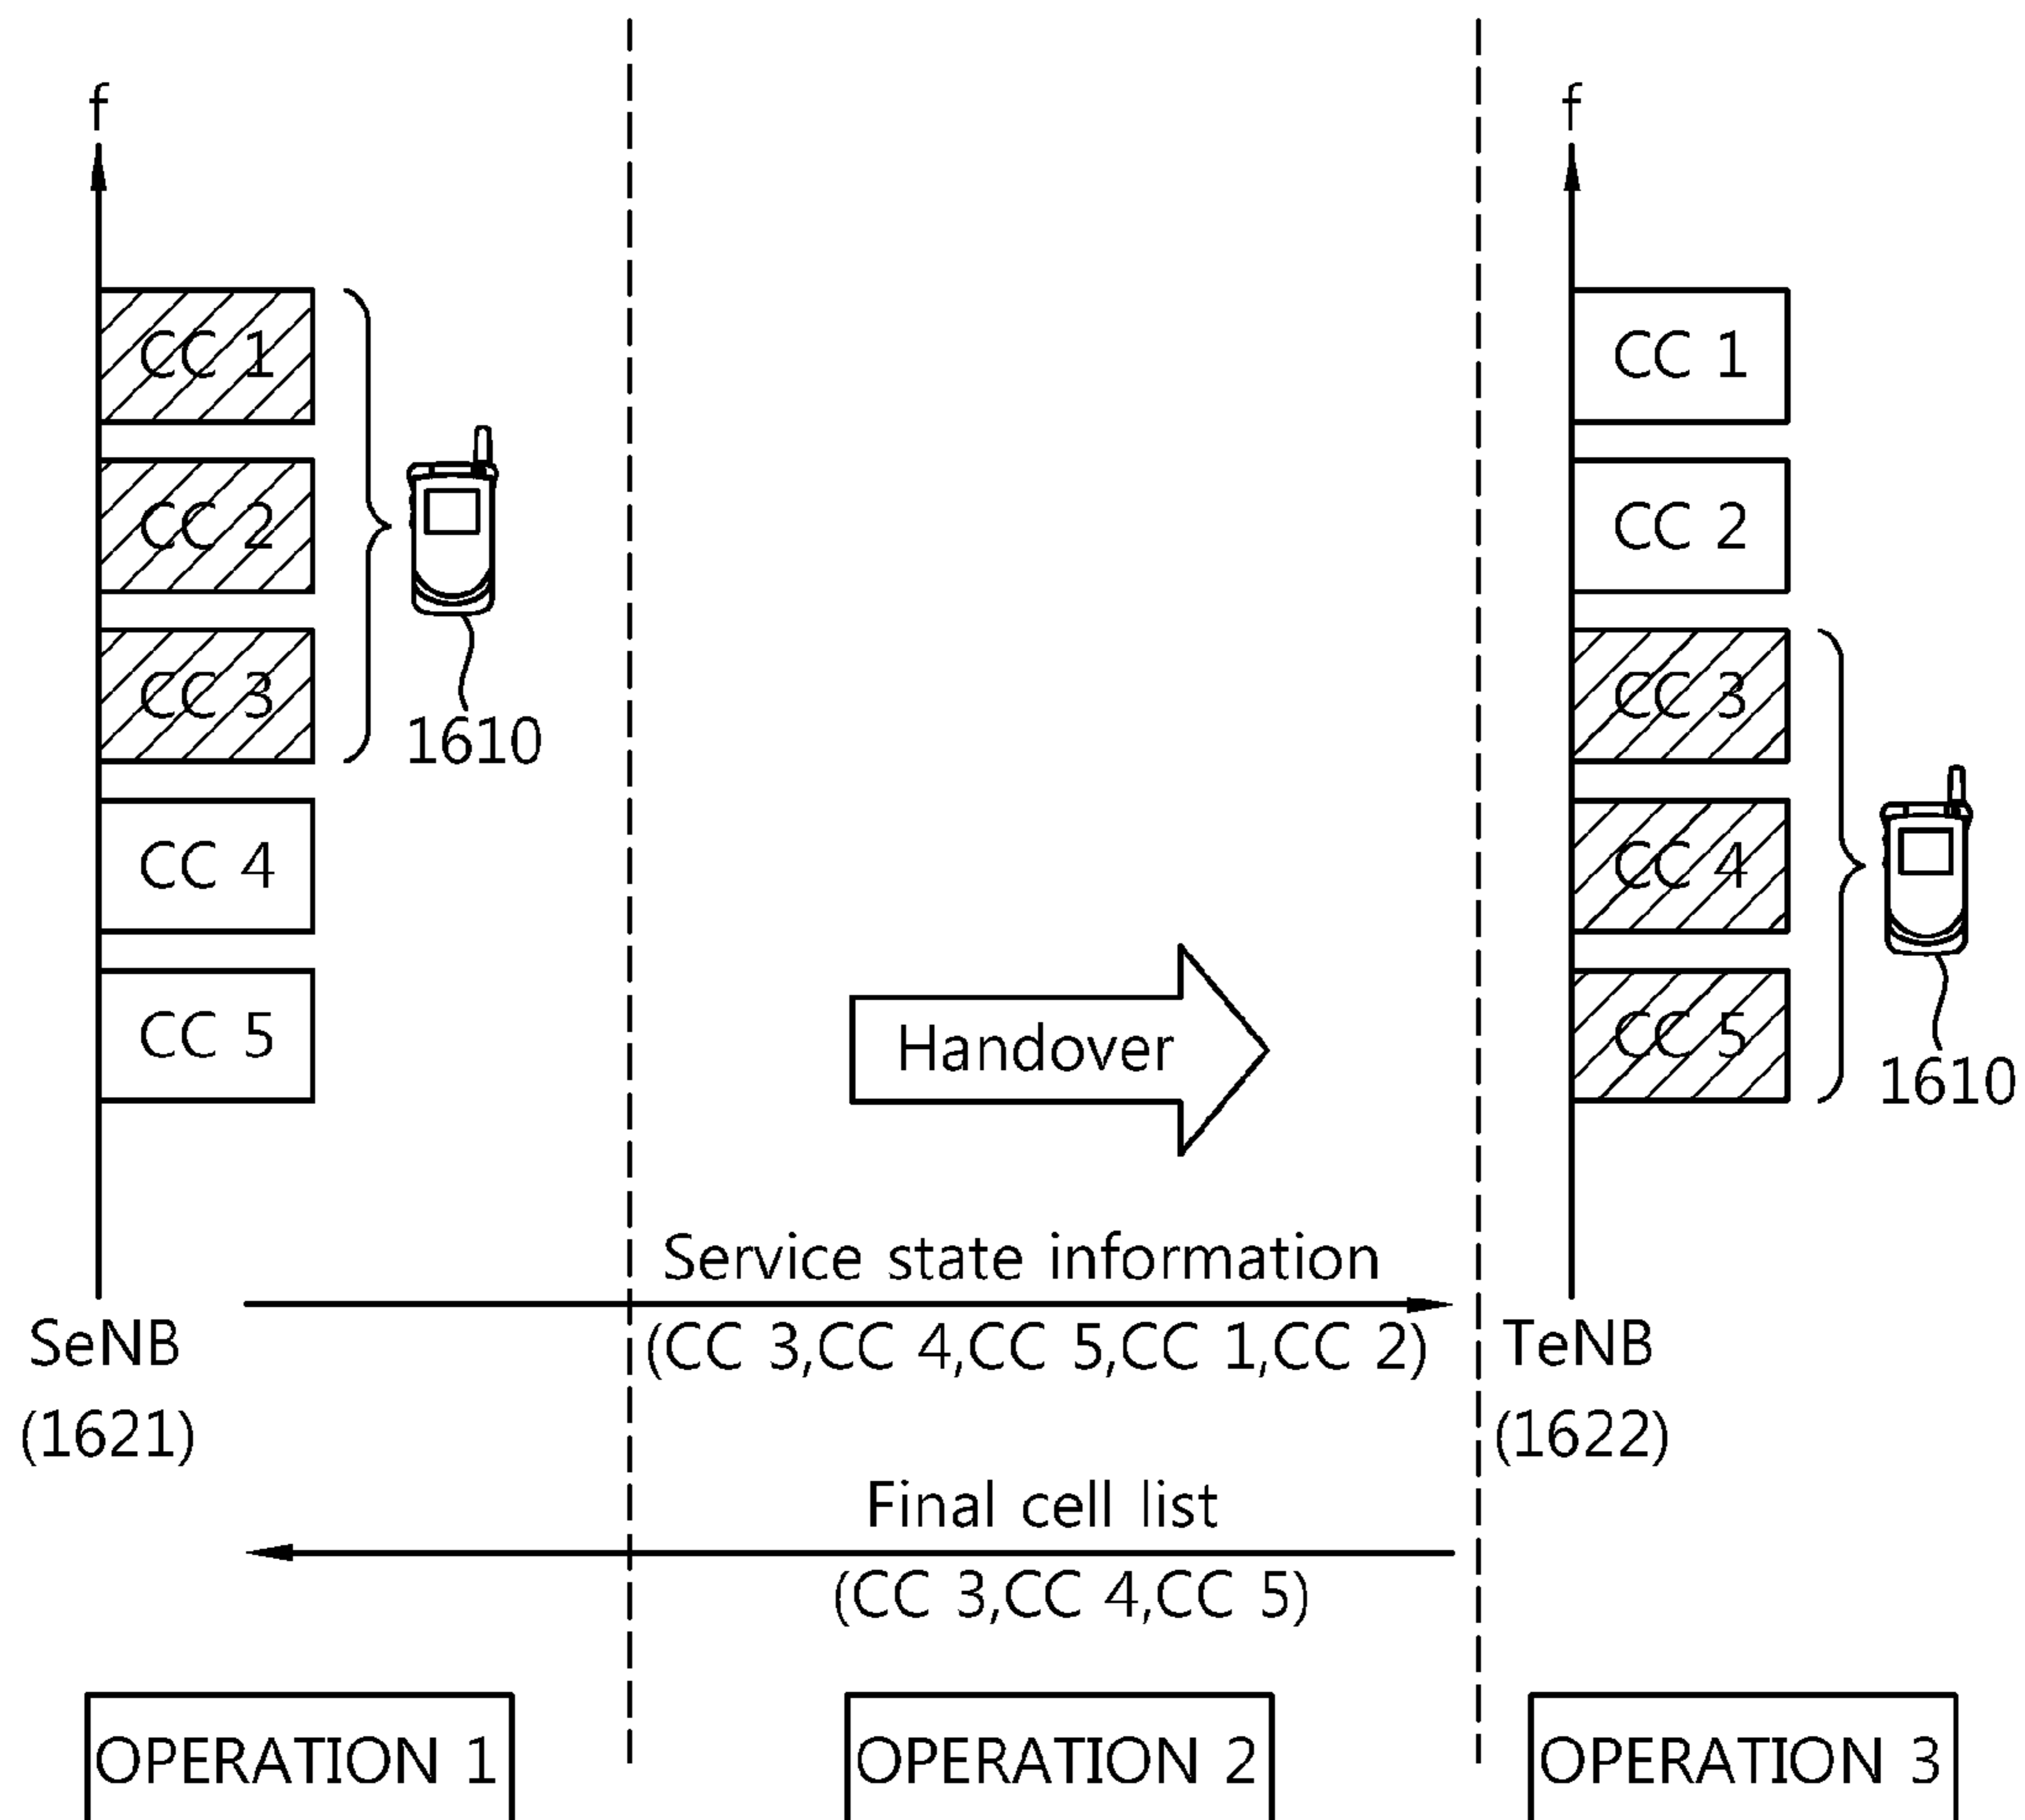 f
CC 1
CC 2
CC 3
CC 4
CC 5
1610
SeNB
(1621)
Handover
Service state information
(CC 3,CC 4,CC 5,CC 1,CC 2)
Final cell list
(CC 3,CC 4,CC 5)
f
CC 1
CC 2
CC 3
CC 4
CC 5
1610
TeNB
(1622)
OPERATION 1
OPERATION 2
OPERATION 3